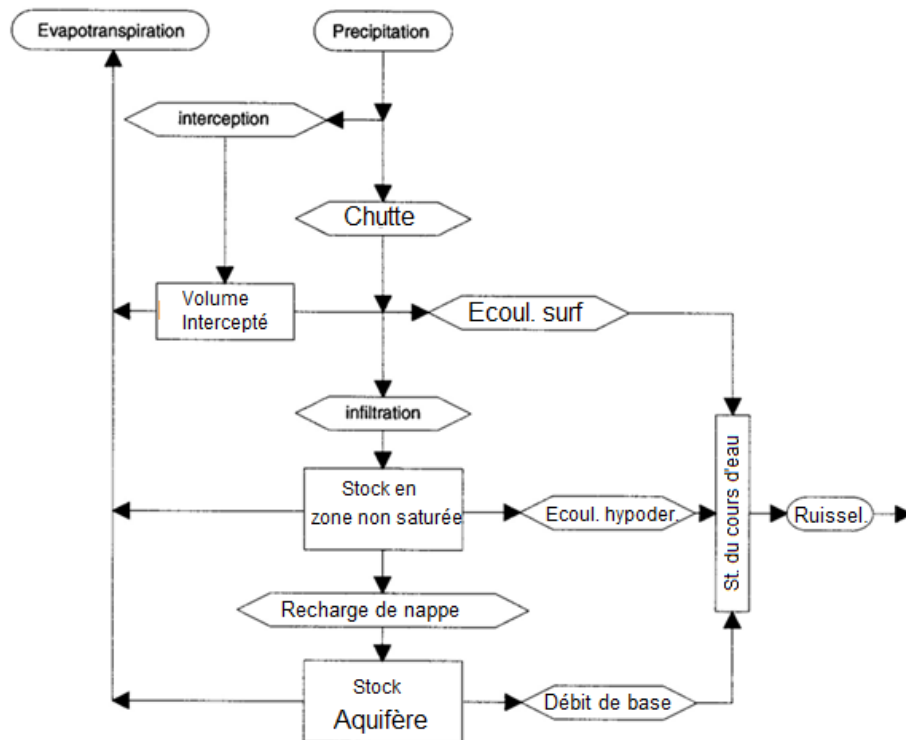 Evapotranspiration
Precipitation
interception
Chutte
Volume
Intercepté
Ecoul. surf
infiltration
Stock en
zone non saturée
Ecoul. hypoder.
St. du cours d'eau
Ruissel.
Recharge de nappe
Stock
Aquifère
Débit de base